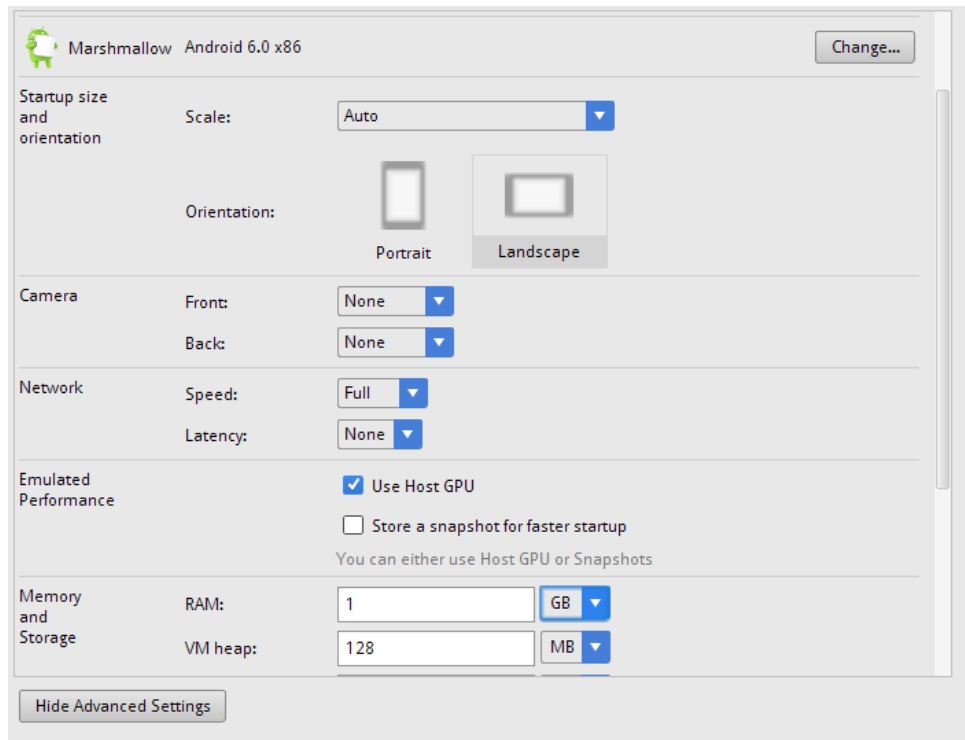 Marshmallow Android 6.0 x86 Change...
Startup size
and
orientation
Scale: Auto
Orientation:
Portrait Landscape
Camera Front: None
Back: None
Network Speed: Full
Latency: None
Emulated
Performance
Use Host GPU
Store a snapshot for faster startup
You can either use Host GPU or Snapshots
Memory
and
Storage
RAM: 1 GB
VM heap: 128 MB
Hide Advanced Settings